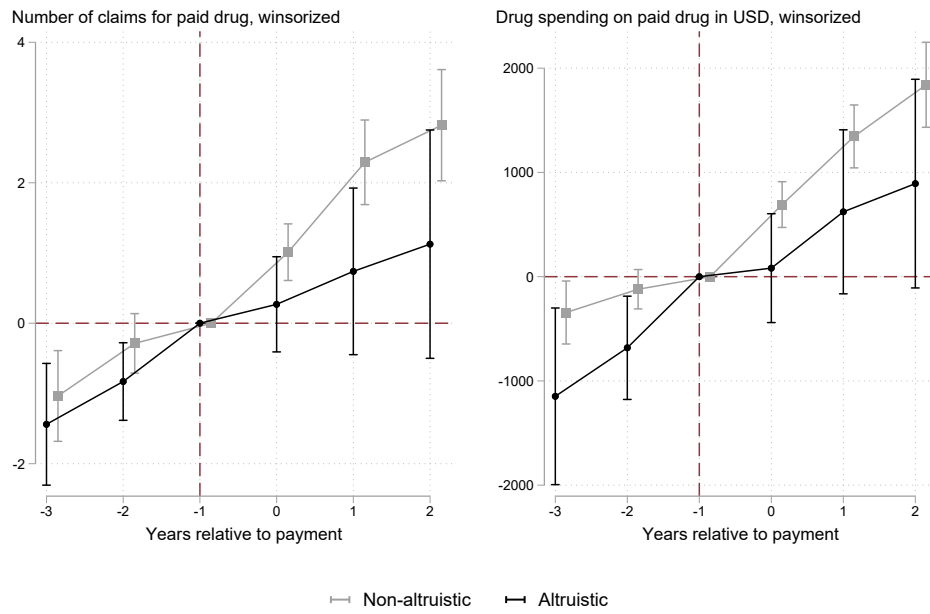 Number of claims for paid drug, winsorized
4
2
0
-2
-3 -2 -1 0 1 2
Years relative to payment
Drug spending on paid drug in USD, winsorized
2000
1000
0
-1000
-2000
-3 -2 -1 0 1 2
Years relative to payment
Non-altruistic Altruistic